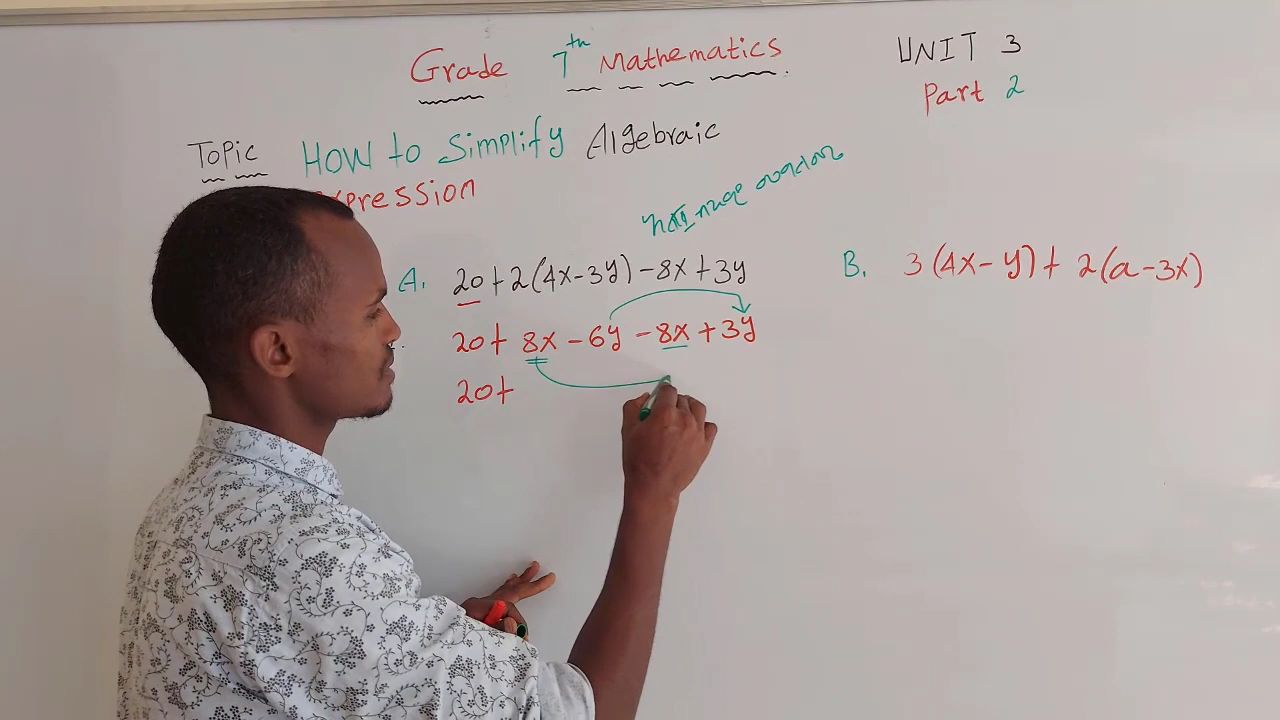 Grade 7th Mathematics
UNIT 3
Part 2
Topic How to Simplify Algebraic
expression
A. 20+2(4x-3y)-8x+3y
20+ 8x -6y -8x +3y
20+
B. 3(4x-y)+ 2(a-3x)